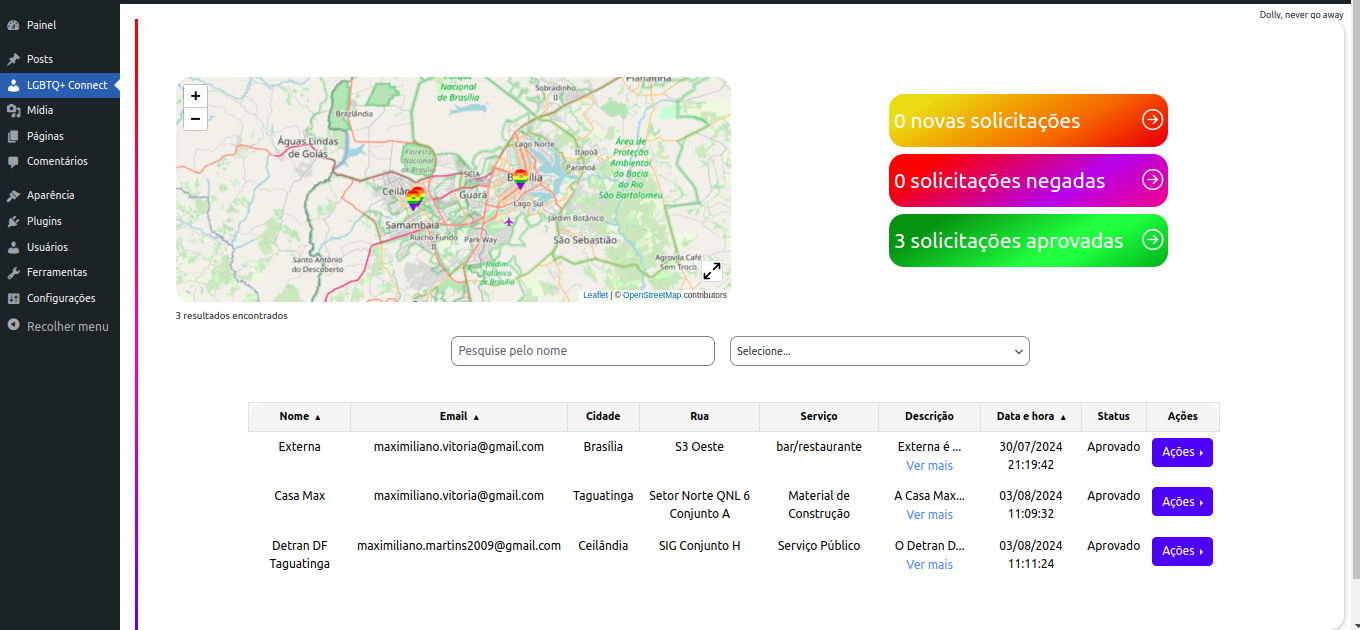 Dolly, never go away
Painel
Posts
LGBTQ+ Connect
Mídia
Páginas
Comentários
Aparência
Plugins
Usuários
Ferramentas
Configurações
Recolher menu
+
−
Parque
Nacional
de Brasília
Sobradinho
II
Planaltina
Brazlândia
Águas Lindas
de Goiás
Lago Norte
Floresta
Nacional
de Brasília
Itapoã
Paranoa
Área de
Proteção
Ambiental
da Bacia
do Rio
São Bartolomeu
SCIA
Guará
Lago Sul
Samambaia
Jardim Botânico
Riacho Fundo
II
Park Way
São Sebastião
Santo Antônio
do Descoberto
Jardim
Botânico
de Brasília
Agrovila Café
Sem Troco
Leaflet | © OpenStreetMap contributors
0 novas solicitações
0 solicitações negadas
3 solicitações aprovadas
3 resultados encontrados
Pesquise pelo nome
Selecione...
Nome ▲ Email ▲ Cidade Rua Serviço Descrição Data e hora ▲ Status Ações
Externa maximiliano.vitoria@gmail.com Brasília S3 Oeste bar/restaurante Externa é ... 30/07/2024 Aprovado Ações
Ver mais 21:19:42
Casa Max maximiliano.vitoria@gmail.com Taguatinga Setor Norte QNL 6 Material de A Casa Max... 03/08/2024 Aprovado Ações
Conjunto A Construção Ver mais 11:09:32
Detran DF maximiliano.martins2009@gmail.com Ceilândia SIG Conjunto H Serviço Público O Detran D... 03/08/2024 Aprovado Ações
Taguatinga Ver mais 11:11:24